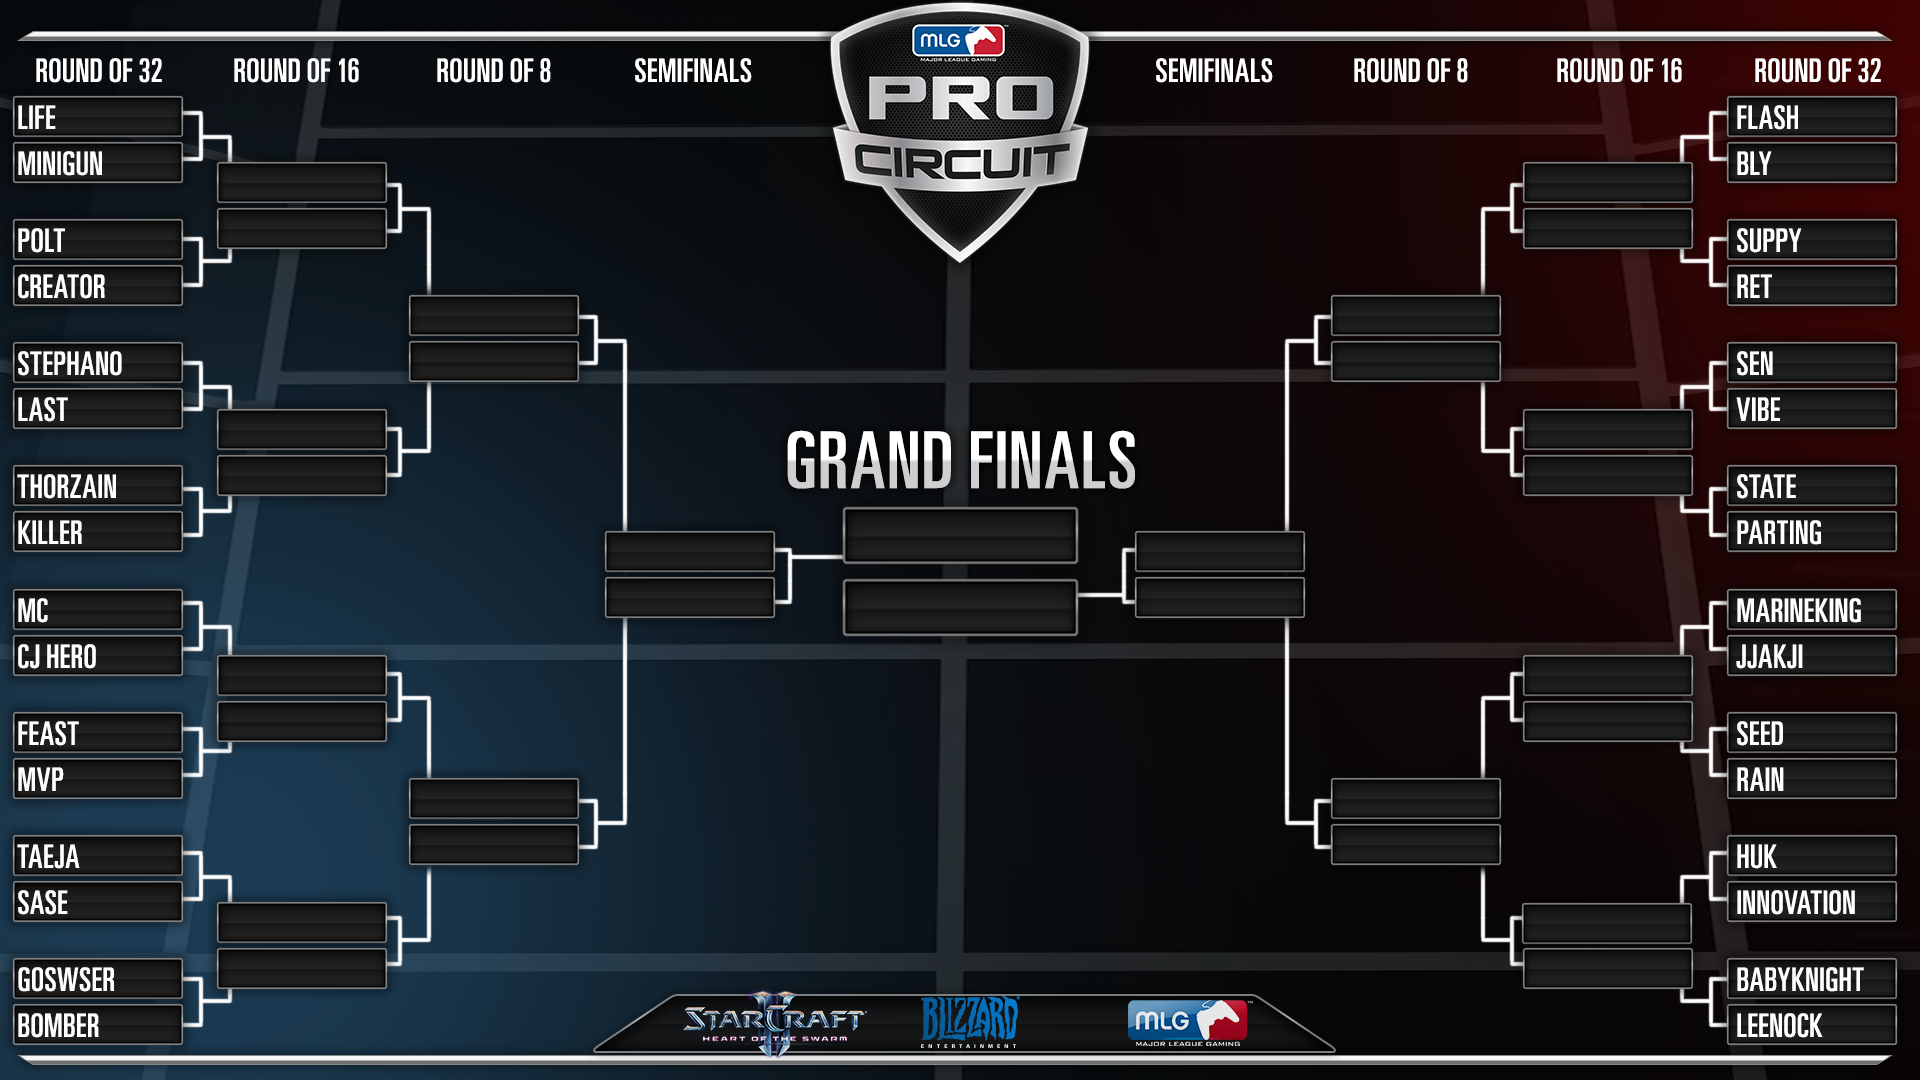 MLG
MAJOR LEAGUE GAMING
PRO
CIRCUIT
ROUND OF 32
ROUND OF 16
ROUND OF 8
SEMIFINALS
SEMIFINALS
ROUND OF 8
ROUND OF 16
ROUND OF 32
LIFE
MINIGUN
POLT
CREATOR
STEPHANO
LAST
THORZAIN
KILLER
MC
CJ HERO
FEAST
MVP
TAEJA
SASE
GOSWSER
BOMBER
GRAND FINALS
FLASH
BLY
SUPPY
RET
SEN
VIBE
STATE
PARTING
MARINEKING
JJAKJI
SEED
RAIN
HUK
INNOVATION
BABYKNIGHT
LEENOCK
STARCRAFT II
HEART OF THE SWARM
BLIZZARD
ENTERTAINMENT
MLG
MAJOR LEAGUE GAMING